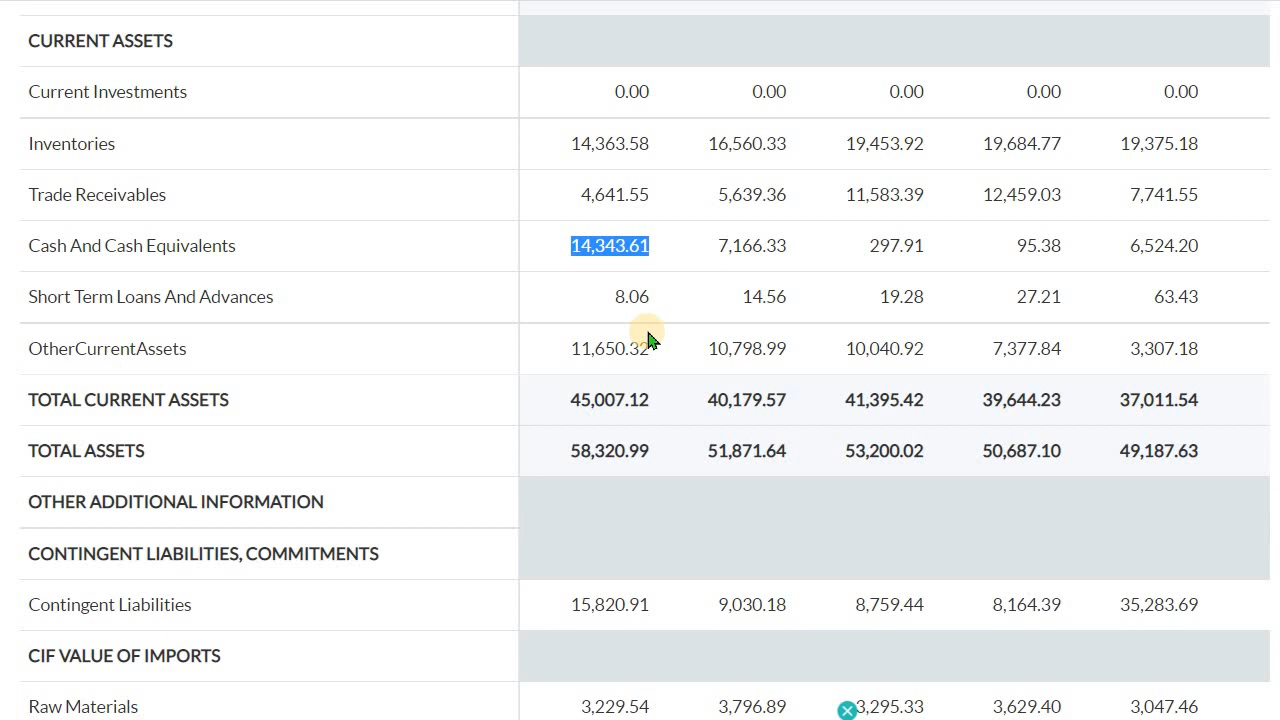 CURRENT ASSETS
Current Investments 0.00 0.00 0.00 0.00 0.00
Inventories 14,363.58 16,560.33 19,453.92 19,684.77 19,375.18
Trade Receivables 4,641.55 5,639.36 11,583.39 12,459.03 7,741.55
Cash And Cash Equivalents 14,343.61 7,166.33 297.91 95.38 6,524.20
Short Term Loans And Advances 8.06 14.56 19.28 27.21 63.43
OtherCurrentAssets 11,650.32 10,798.99 10,040.92 7,377.84 3,307.18
TOTAL CURRENT ASSETS 45,007.12 40,179.57 41,395.42 39,644.23 37,011.54
TOTAL ASSETS 58,320.99 51,871.64 53,200.02 50,687.10 49,187.63
OTHER ADDITIONAL INFORMATION
CONTINGENT LIABILITIES, COMMITMENTS
Contingent Liabilities 15,820.91 9,030.18 8,759.44 8,164.39 35,283.69
CIF VALUE OF IMPORTS
Raw Materials 3,229.54 3,796.89 3,295.33 3,629.40 3,047.46